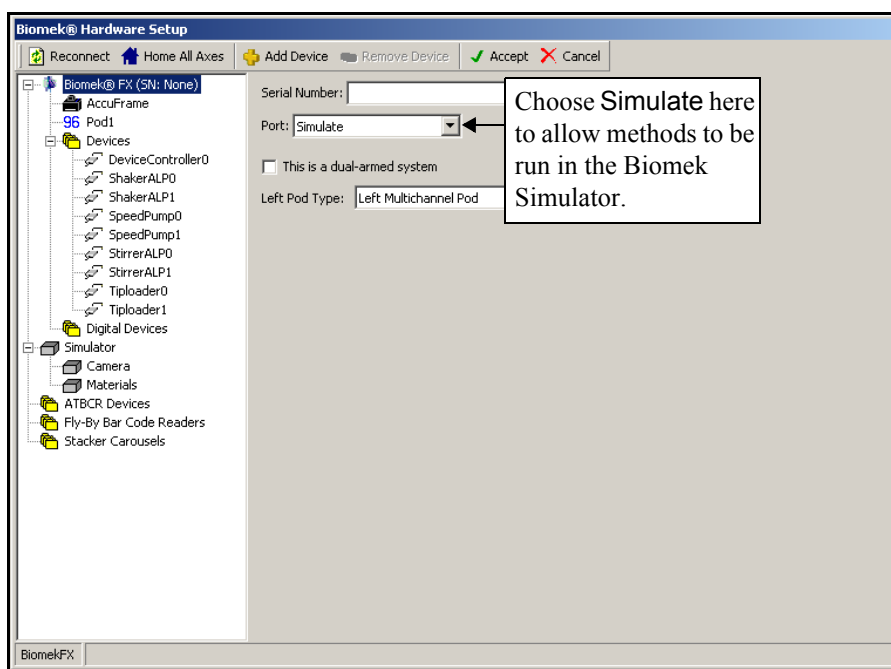 Biomek® Hardware Setup
Reconnect Home All Axes Add Device Remove Device Accept Cancel
Biomek® FX (SN: None)
AccuFrame
96 Pod1
Devices
DeviceController0
ShakerALP0
ShakerALP1
SpeedPump0
SpeedPump1
StirrerALP0
StirrerALP1
Tiploader0
Tiploader1
Digital Devices
Simulator
Camera
Materials
ATBCR Devices
Fly-By Bar Code Readers
Stacker Carousels
Serial Number:
Port: Simulate
This is a dual-armed system
Left Pod Type: Left Multichannel Pod
Choose Simulate here
to allow methods to be
run in the Biomek
Simulator.
BiomekFX